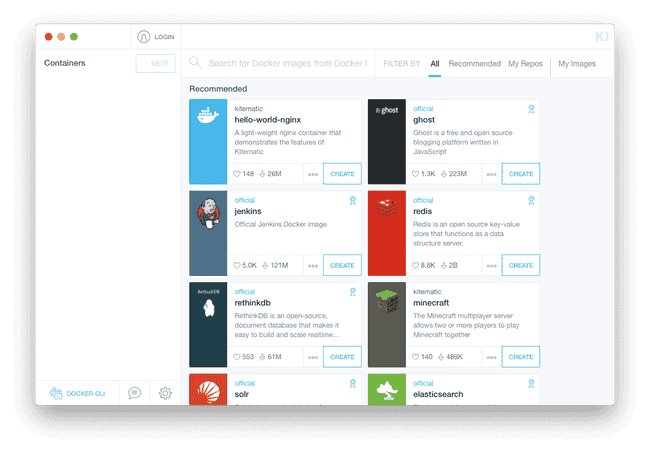 LOGIN
Containers
+ NEW
Search for Docker images from Docker H
FILTER BY
All
Recommended
My Repos
My Images
Recommended
kitematic
hello-world-nginx
A light-weight nginx container that
demonstrates the features of
Kitematic
148
26M
CREATE
official
ghost
ghost
Ghost is a free and open source
blogging platform written in
JavaScript
1.3K
223M
CREATE
official
jenkins
Official Jenkins Docker image
5.0K
121M
CREATE
official
redis
Redis is an open source key-value
store that functions as a data
structure server.
8.8K
2B
CREATE
RethinkDB
official
rethinkdb
RethinkDB is an open-source,
document database that makes it
easy to build and scale realtime...
553
61M
CREATE
kitematic
minecraft
The Minecraft multiplayer server
allows two or more players to play
Minecraft together
140
489K
CREATE
official
solr
official
elasticsearch
DOCKER CLI